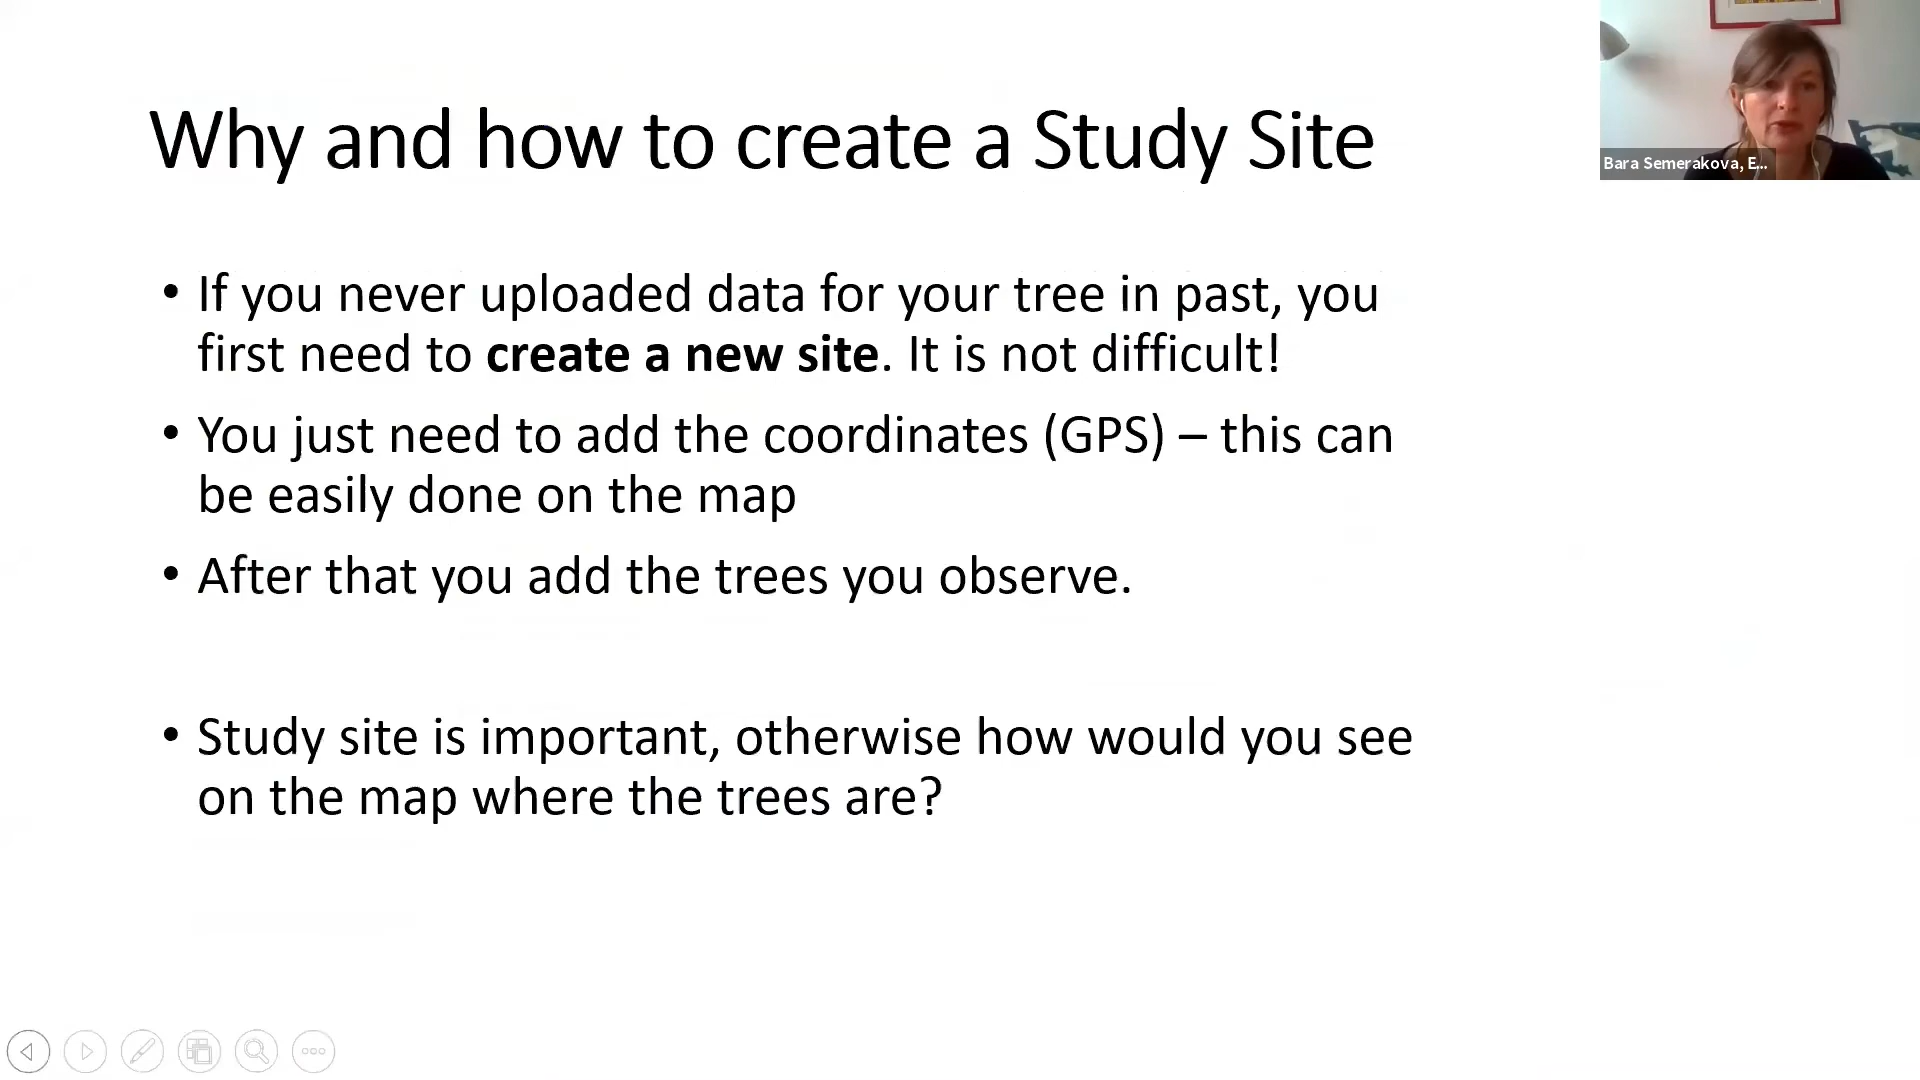 Why and how to create a Study Site
• If you never uploaded data for your tree in past, you
first need to create a new site. It is not difficult!
• You just need to add the coordinates (GPS) – this can
be easily done on the map
• After that you add the trees you observe.
• Study site is important, otherwise how would you see
on the map where the trees are?
Bara Semerakova, E...